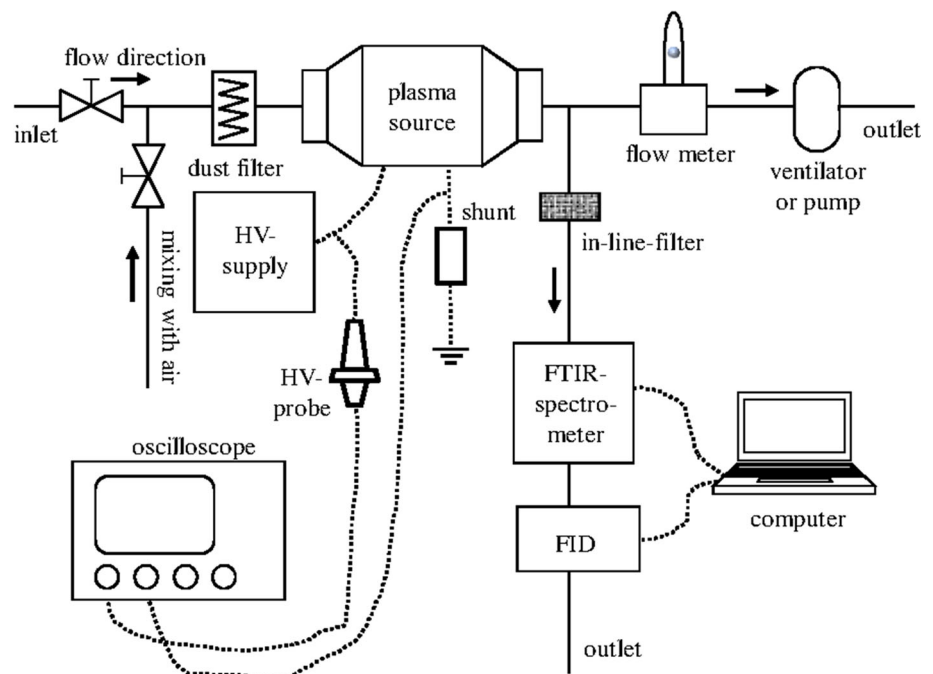 flow direction
inlet
dust filter
plasma
source
flow meter
outlet
ventilator
or pump
mixing with air
HV-
supply
shunt
in-line-filter
HV-
probe
FTIR-
spectro-
meter
oscilloscope
computer
FID
outlet